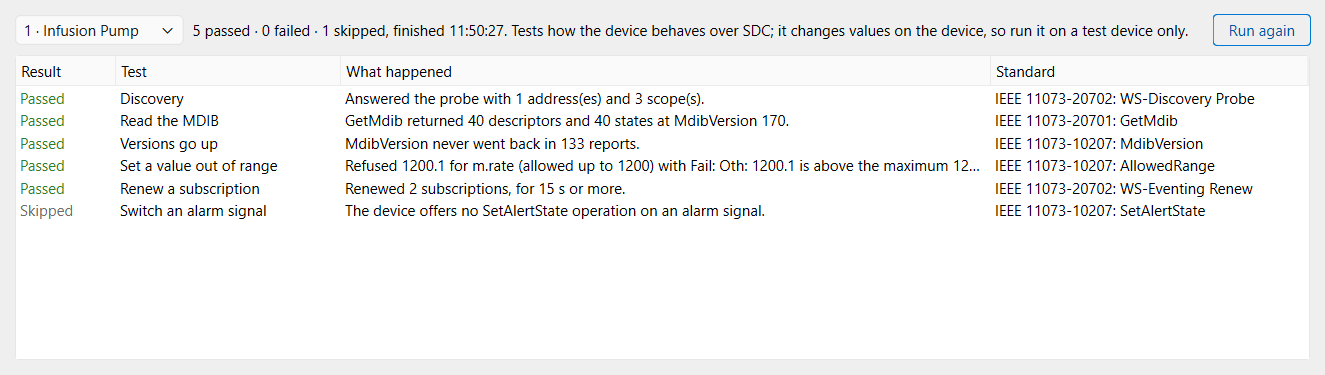 1 · Infusion Pump 5 passed · 0 failed · 1 skipped, finished 11:50:27. Tests how the device behaves over SDC; it changes values on the device, so run it on a test device only. Run again
Result Test What happened Standard
Passed Discovery Answered the probe with 1 address(es) and 3 scope(s). IEEE 11073-20702: WS-Discovery Probe
Passed Read the MDIB GetMdib returned 40 descriptors and 40 states at MdibVersion 170. IEEE 11073-20701: GetMdib
Passed Versions go up MdibVersion never went back in 133 reports. IEEE 11073-10207: MdibVersion
Passed Set a value out of range Refused 1200.1 for m.rate (allowed up to 1200) with Fail: Oth: 1200.1 is above the maximum 12... IEEE 11073-10207: AllowedRange
Passed Renew a subscription Renewed 2 subscriptions, for 15 s or more. IEEE 11073-20702: WS-Eventing Renew
Skipped Switch an alarm signal The device offers no SetAlertState operation on an alarm signal. IEEE 11073-10207: SetAlertState